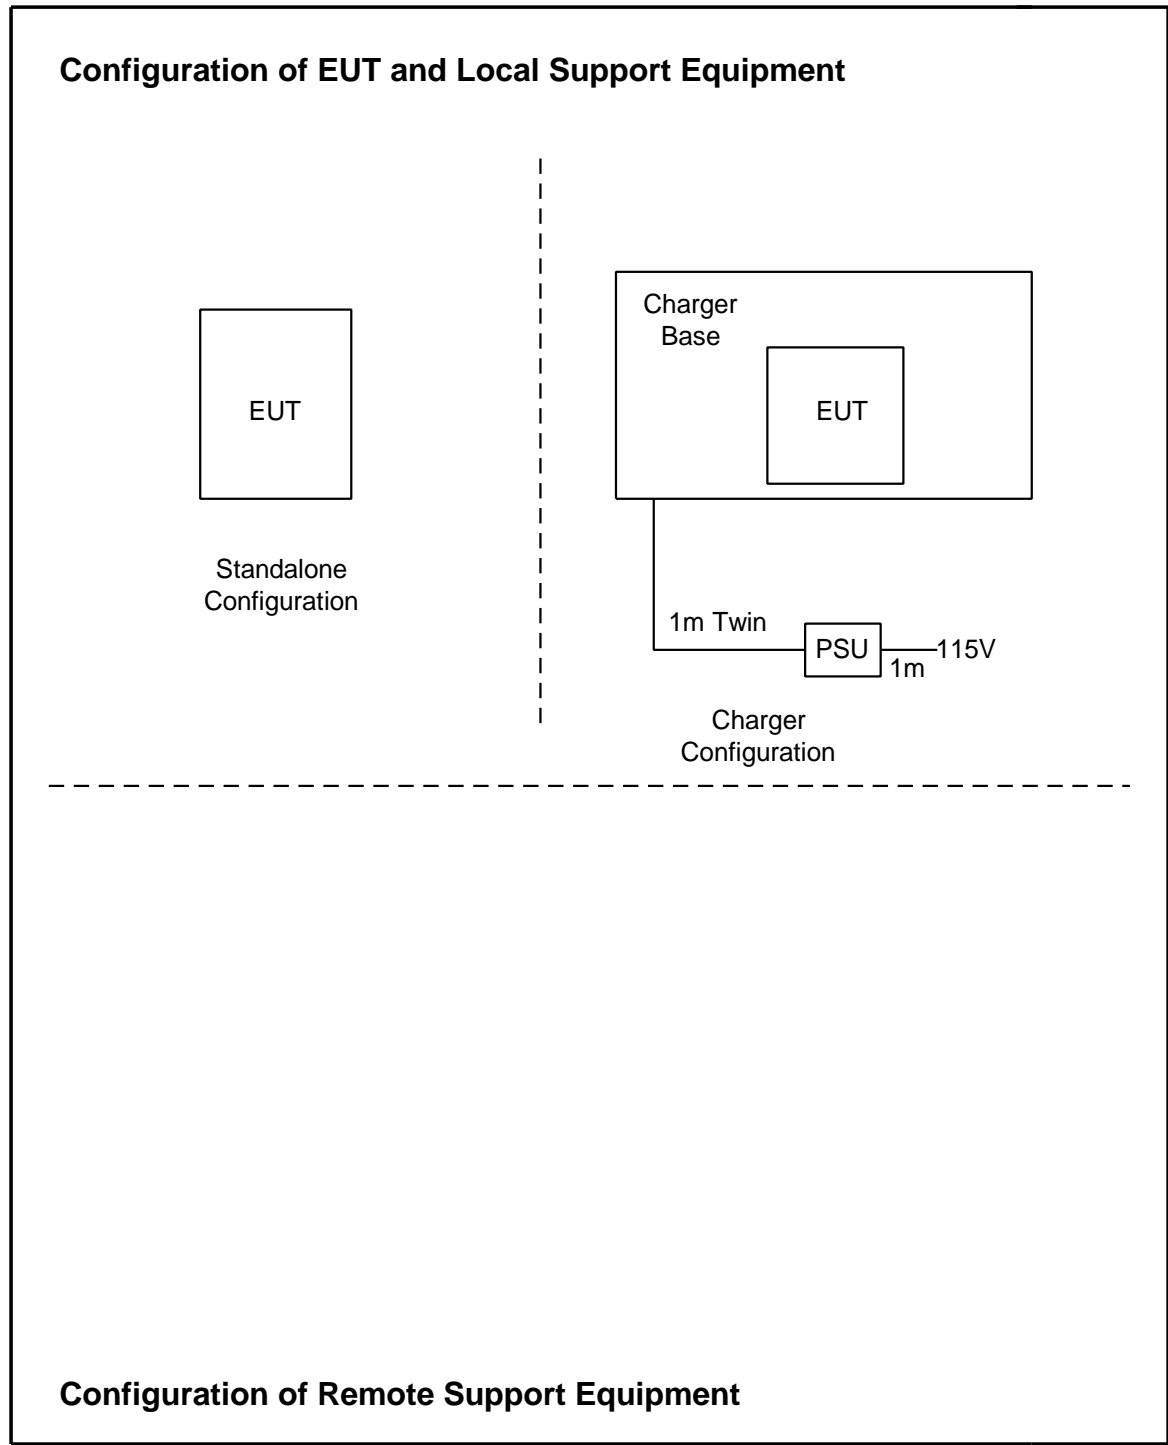 Configuration of EUT and Local Support Equipment
EUT
Standalone
Configuration
Charger
Base
EUT
1m Twin
PSU
115V
1m
Charger
Configuration
Configuration of Remote Support Equipment